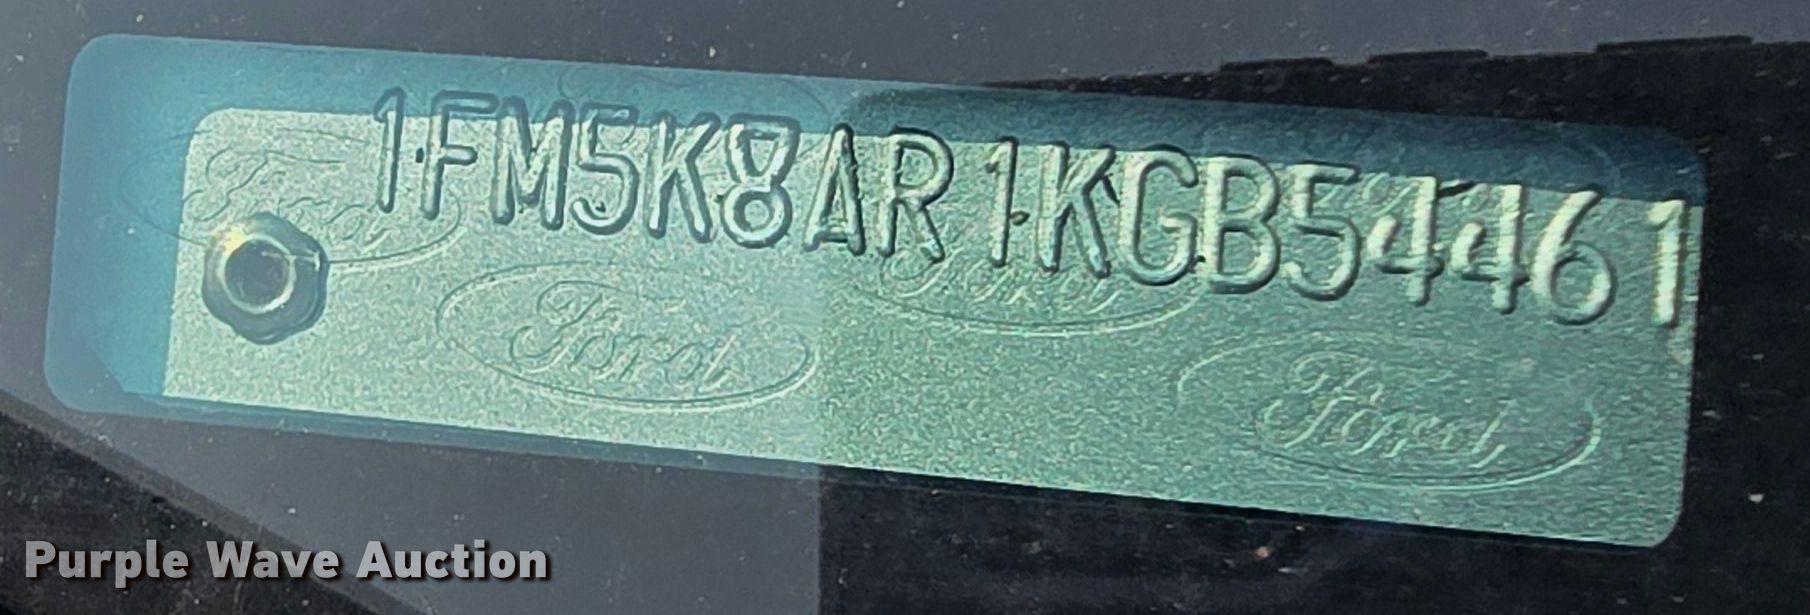 1FM5K8AR1KGB54461
Ford
Ford
Ford
Ford
Purple Wave Auction